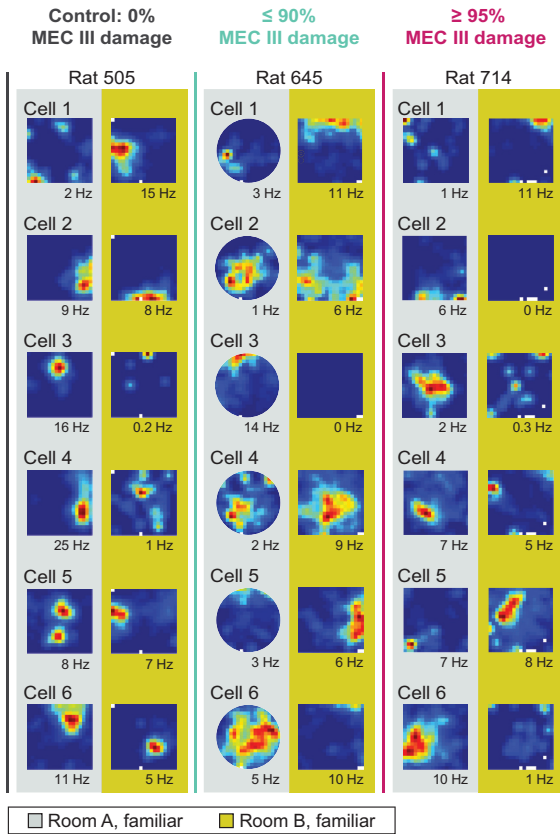 Control: 0%
MEC III damage
≤ 90%
MEC III damage
≥ 95%
MEC III damage
Rat 505
Rat 645
Rat 714
Cell 1
Cell 1
Cell 1
2 Hz
15 Hz
3 Hz
11 Hz
1 Hz
11 Hz
Cell 2
Cell 2
Cell 2
9 Hz
8 Hz
1 Hz
6 Hz
6 Hz
0 Hz
Cell 3
Cell 3
Cell 3
16 Hz
0.2 Hz
14 Hz
0 Hz
2 Hz
0.3 Hz
Cell 4
Cell 4
Cell 4
25 Hz
1 Hz
2 Hz
9 Hz
7 Hz
5 Hz
Cell 5
Cell 5
Cell 5
8 Hz
7 Hz
3 Hz
6 Hz
7 Hz
8 Hz
Cell 6
Cell 6
Cell 6
11 Hz
5 Hz
5 Hz
10 Hz
10 Hz
1 Hz
Room A, familiar
Room B, familiar